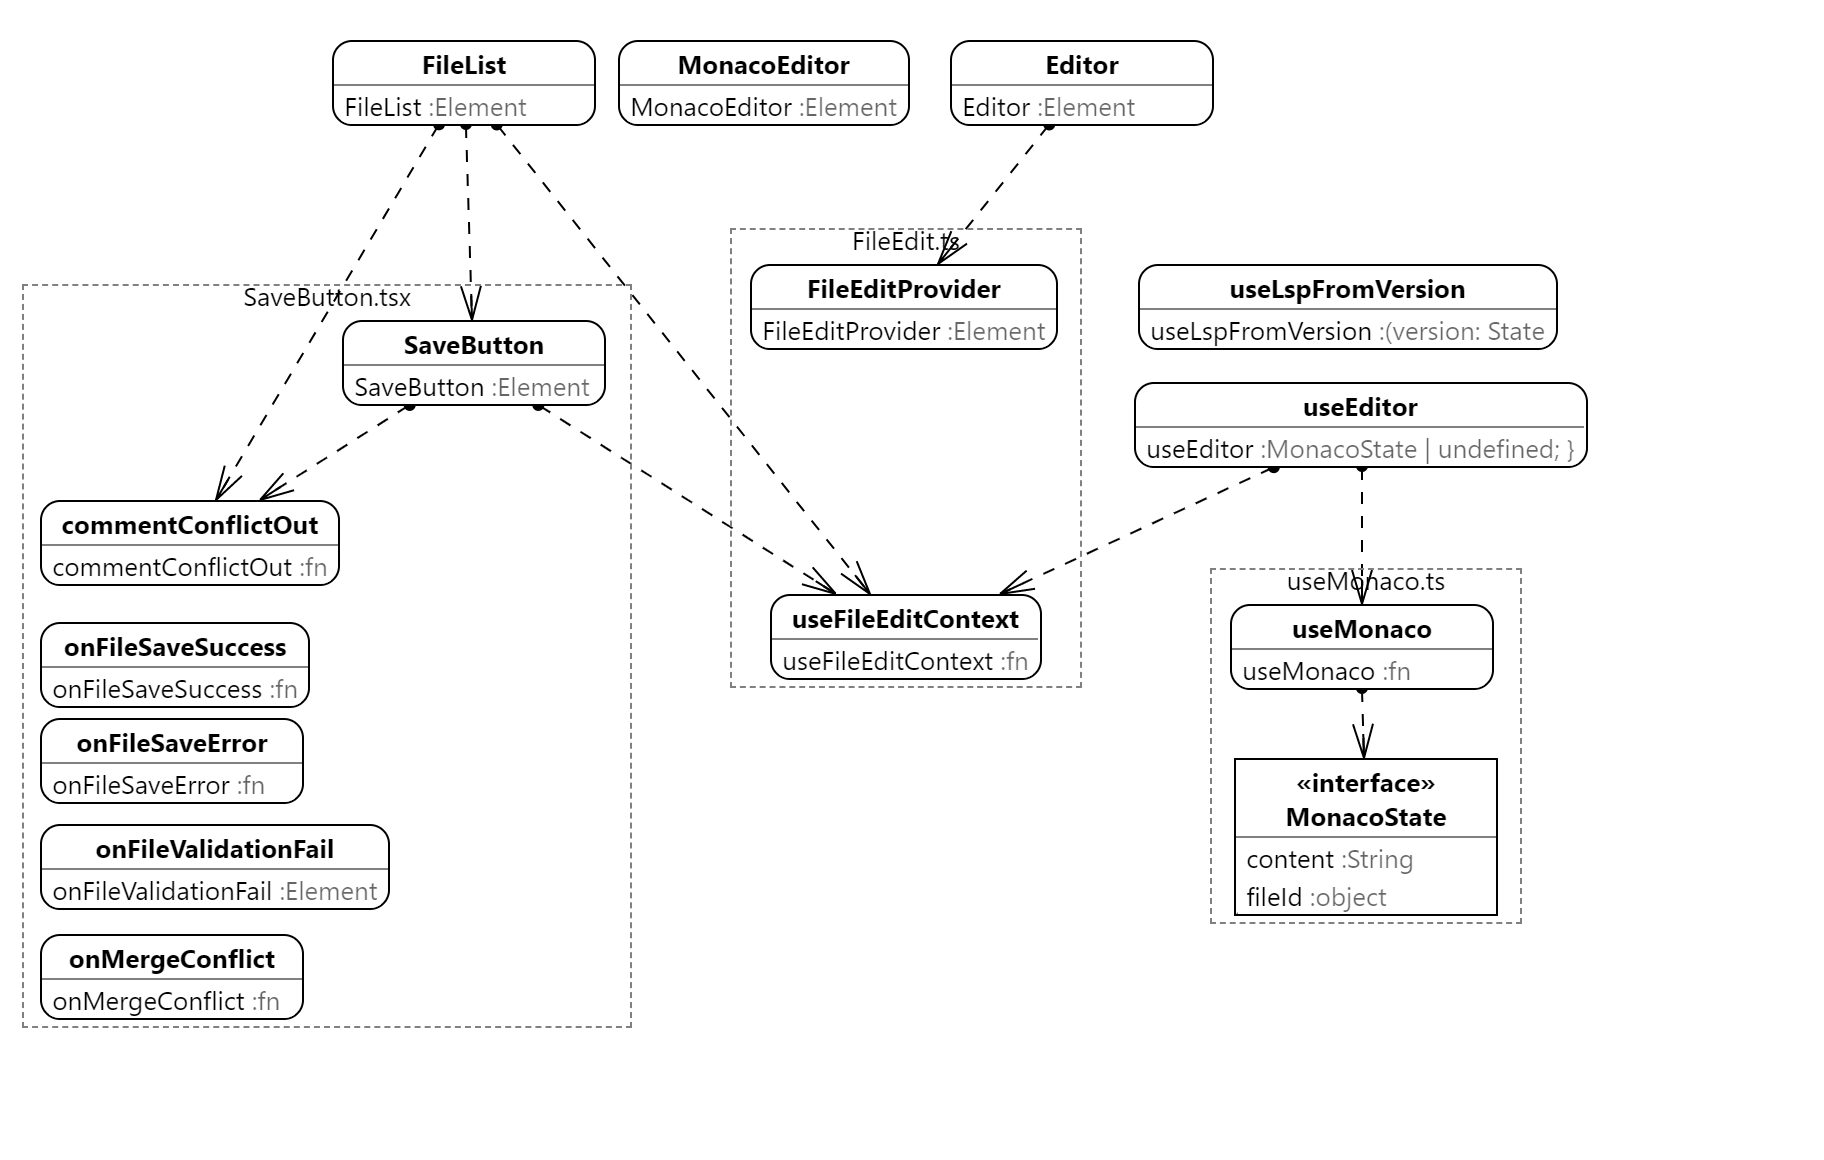 FileList
FileList :Element
MonacoEditor
MonacoEditor :Element
Editor
Editor :Element
FileEdit.ts
FileEditProvider
FileEditProvider :Element
useLspFromVersion
useLspFromVersion :(version: State
SaveButton.tsx
SaveButton
SaveButton :Element
useEditor
useEditor :MonacoState | undefined; }
commentConflictOut
commentConflictOut :fn
useFileEditContext
useFileEditContext :fn
useMonaco.ts
useMonaco
useMonaco :fn
onFileSaveSuccess
onFileSaveSuccess :fn
onFileSaveError
onFileSaveError :fn
«interface»
MonacoState
content :String
fileId :object
onFileValidationFail
onFileValidationFail :Element
onMergeConflict
onMergeConflict :fn